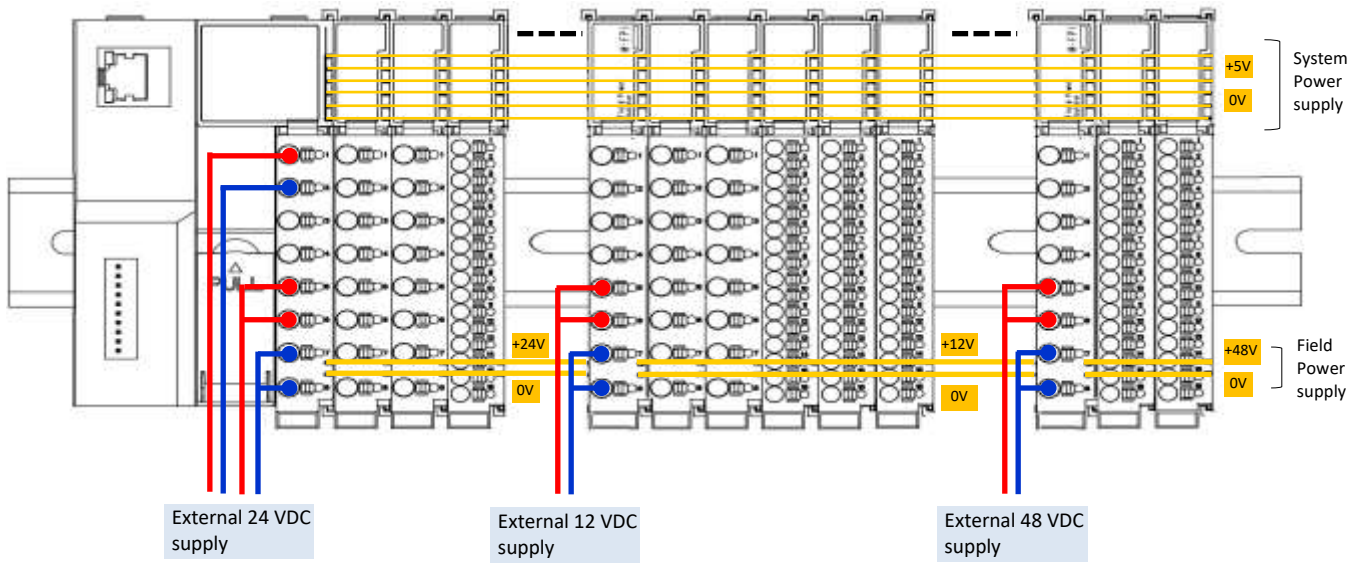 +5V
0V
System
Power
supply
PULL
+24V
0V
+12V
0V
+48V
0V
Field
Power
supply
External 24 VDC
supply
External 12 VDC
supply
External 48 VDC
supply